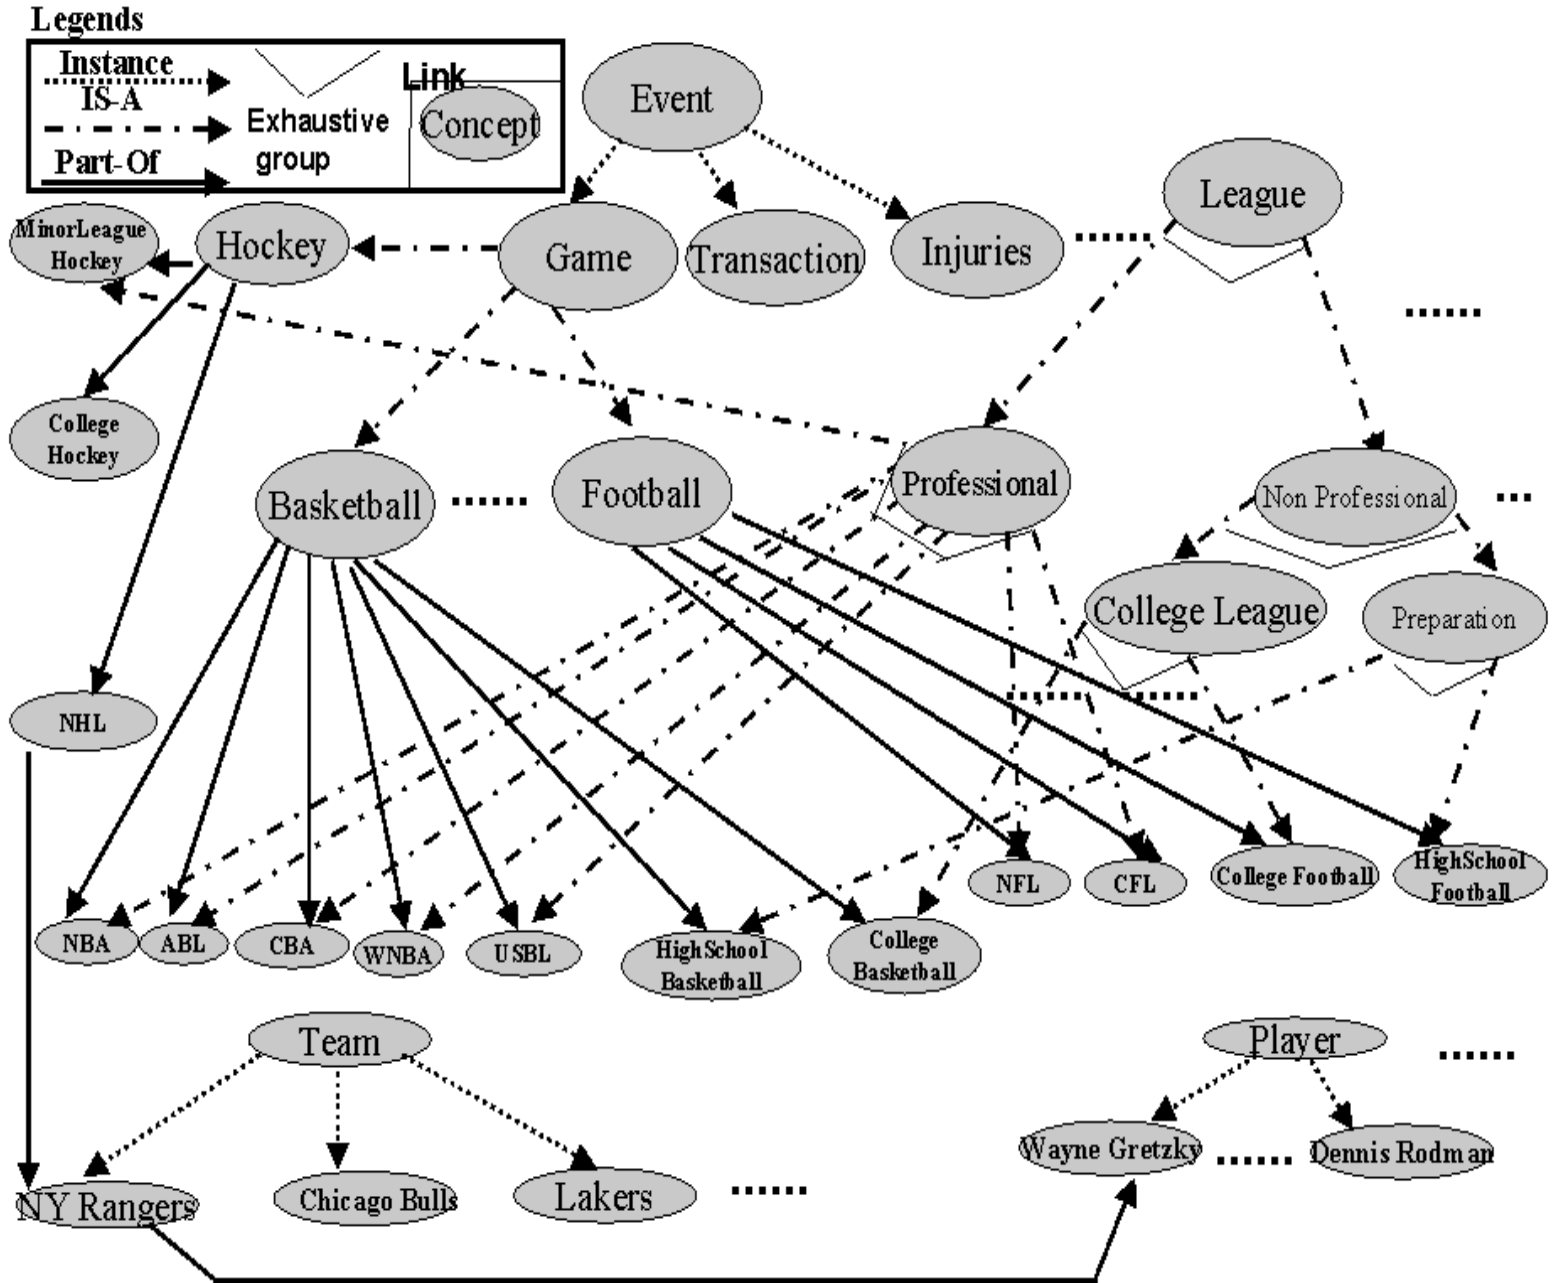 Legends
Instance
Link
IS-A
Exhaustive
group
Concept
Part-Of
Event
League
MinorLeague
Hockey
Hockey
Game
Transaction
Injuries
College
Hockey
Basketball
Football
Professional
Non Professional
College League
Preparation
NHL
NFL
CFL
College Football
HighSchool
Football
NBA
ABL
CBA
WNBA
USBL
HighSchool
Basketball
College
Basketball
Team
Player
Wayne Gretzky
Dennis Rodman
NY Rangers
Chicago Bulls
Lakers